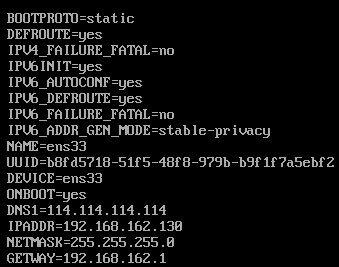 BOOTPROTO=static
DEFROUTE=yes
IPV4_FAILURE_FATAL=no
IPV6INIT=yes
IPV6_AUTOCONF=yes
IPV6_DEFROUTE=yes
IPV6_FAILURE_FATAL=no
IPV6_ADDR_GEN_MODE=stable-privacy
NAME=ens33
UUID=b8fd5718-51f5-48f8-979b-b9f1f7a5ebf2
DEVICE=ens33
ONBOOT=yes
DNS1=114.114.114.114
IPADDR=192.168.162.130
NETMASK=255.255.255.0
GETWAY=192.168.162.1